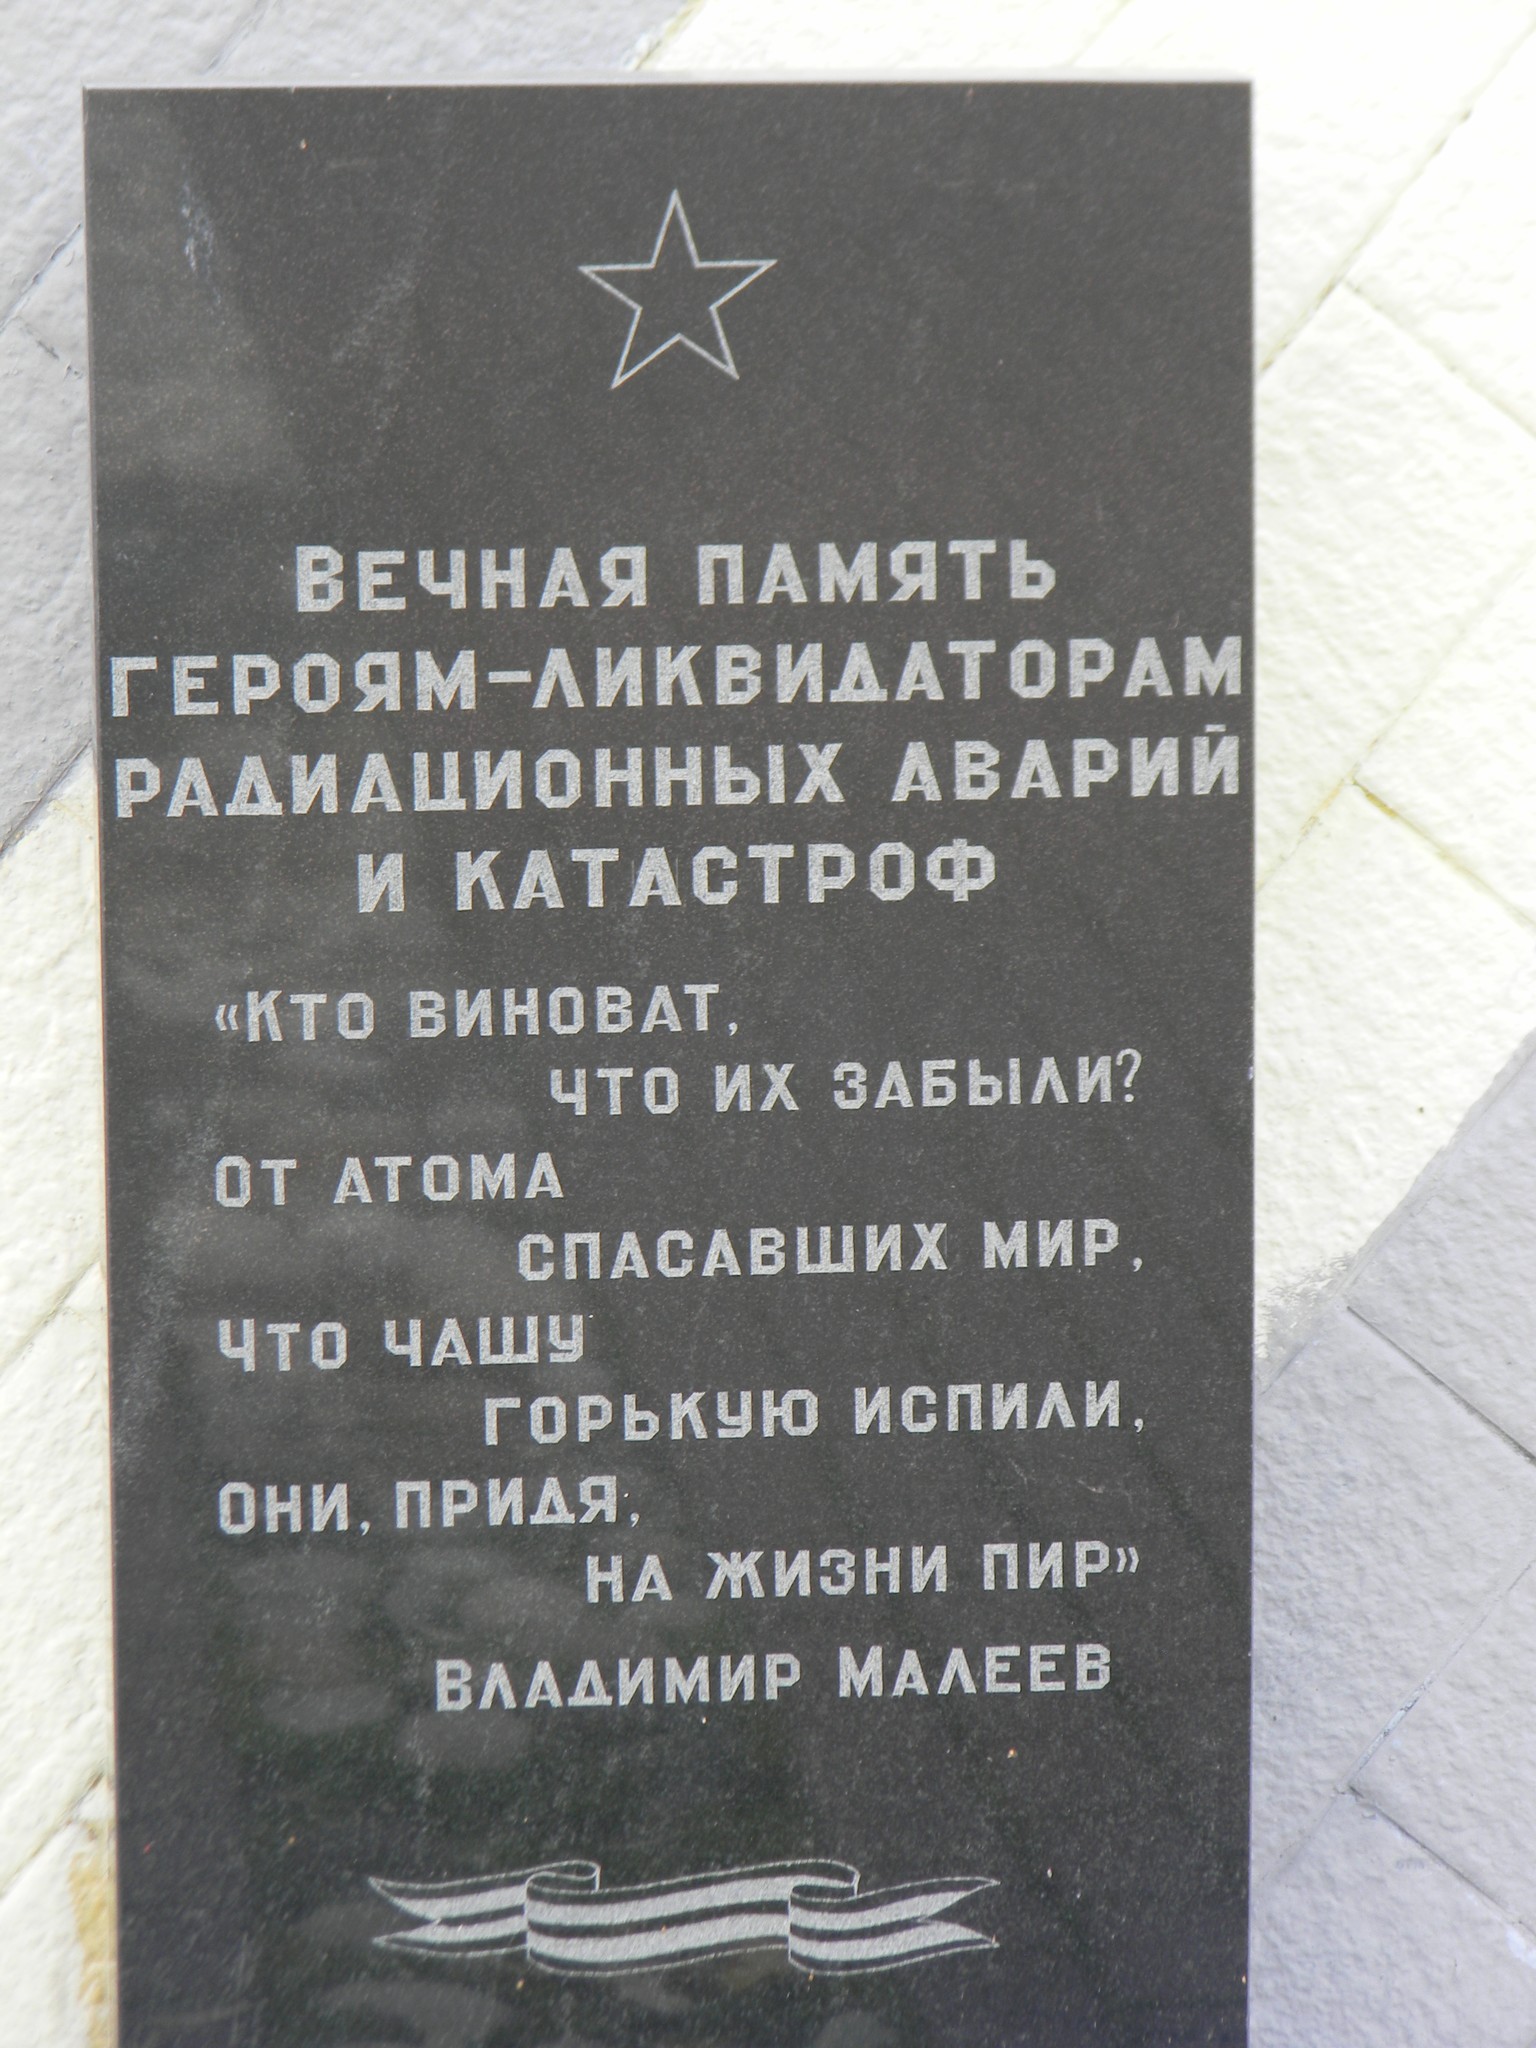 ВЕЧНАЯ ПАМЯТЬ
ГЕРОЯМ-ЛИКВИДАТОРАМ
РАДИАЦИОННЫХ АВАРИЙ
И КАТАСТРОФ
«КТО ВИНОВАТ,
ЧТО ИХ ЗАБЫЛИ?
ОТ АТОМА
СПАСАВШИХ МИР,
ЧТО ЧАШУ
ГОРЬКУЮ ИСПИЛИ,
ОНИ, ПРИДЯ,
НА ЖИЗНИ ПИР»
ВЛАДИМИР МАЛЕЕВ